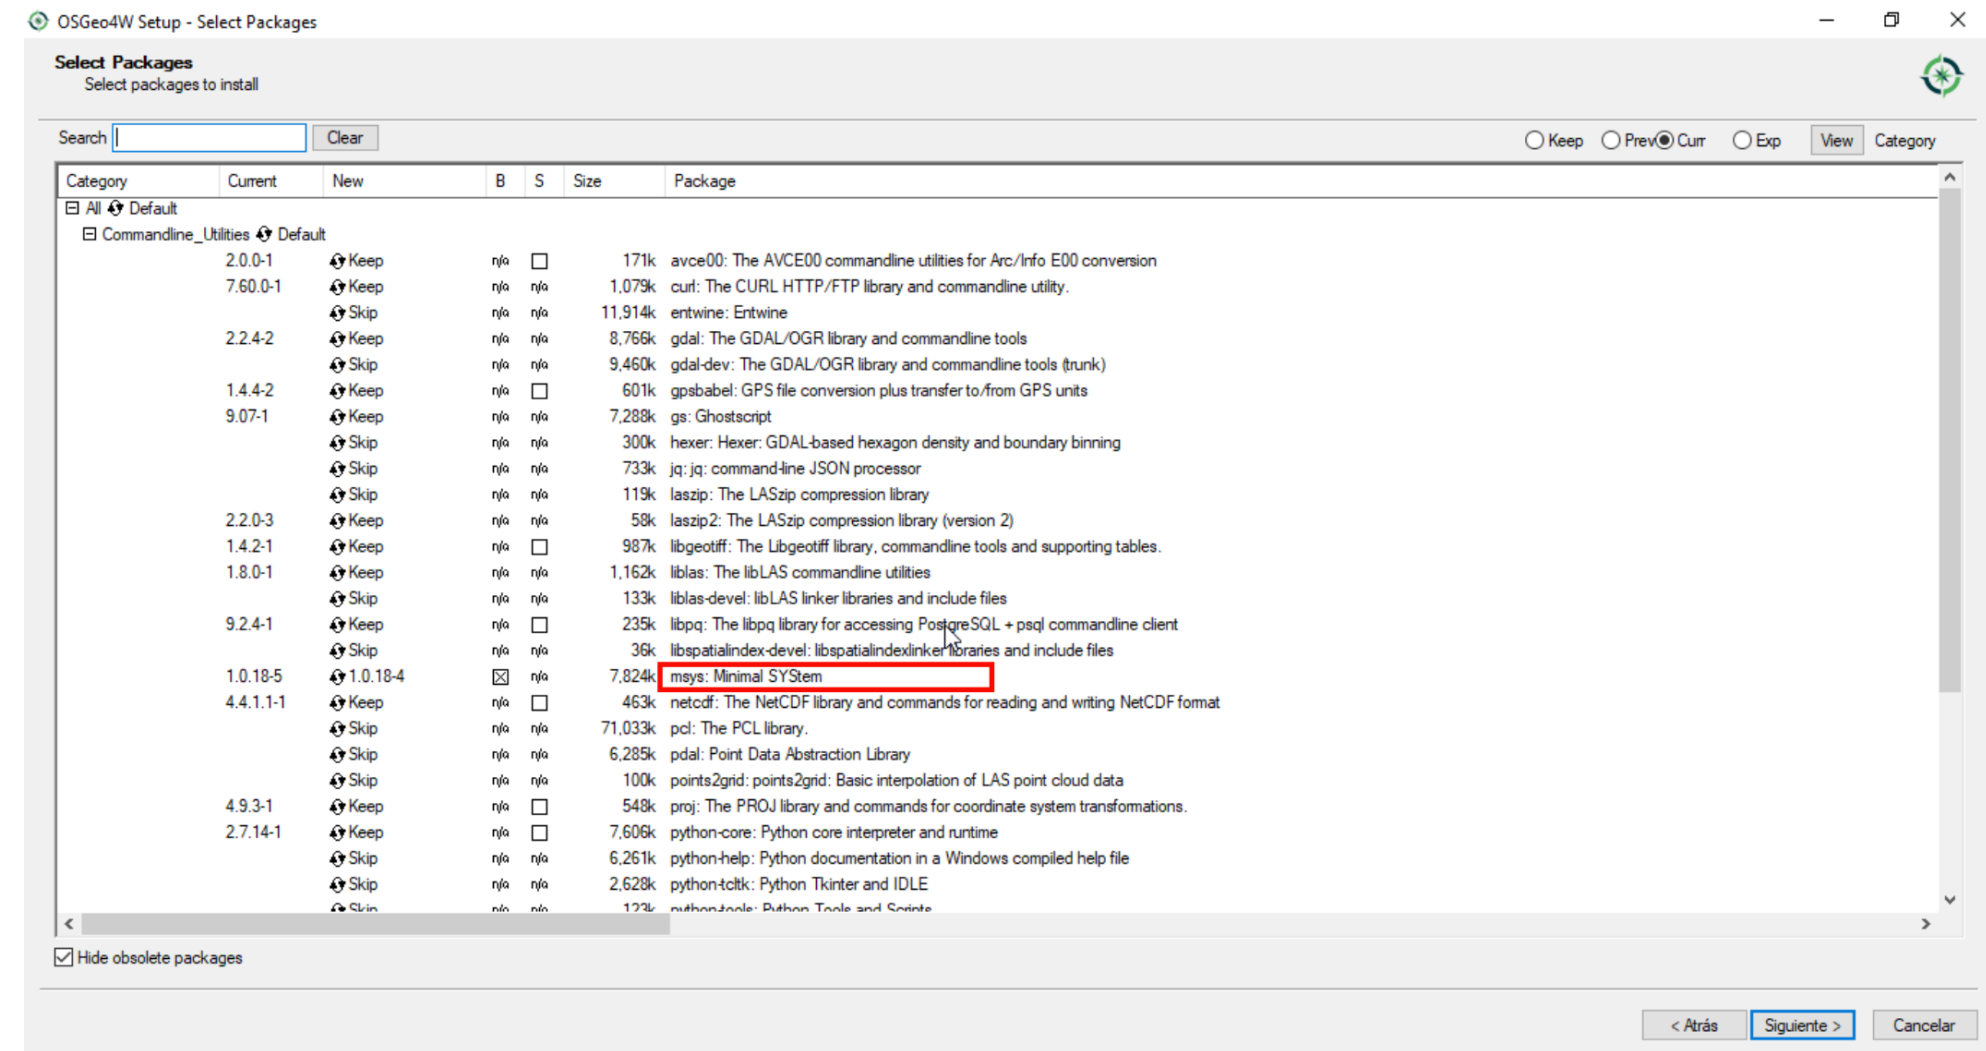 OSGeo4W Setup - Select Packages
Select Packages
Select packages to install
Search Clear Keep Prev Curr Exp View Category
Category Current New B S Size Package
All Default
Commandline_Utilities Default
2.0.0-1 Keep n/a 171k avce00: The AVCE00 commandline utilities for Arc/Info E00 conversion
7.60.0-1 Keep n/a n/a 1,079k curl: The CURL HTTP/FTP library and commandline utility.
Skip n/a n/a 11,914k entwine: Entwine
2.2.4-2 Keep n/a n/a 8,766k gdal: The GDAL/OGR library and commandline tools
Skip n/a n/a 9,460k gdal-dev: The GDAL/OGR library and commandline tools (trunk)
1.4.4-2 Keep n/a 601k gpsbabel: GPS file conversion plus transfer to/from GPS units
9.07-1 Keep n/a n/a 7,288k gs: Ghostscript
Skip n/a n/a 300k hexer: Hexer: GDAL-based hexagon density and boundary binning
Skip n/a n/a 733k jq: jq: command-line JSON processor
Skip n/a n/a 119k laszip: The LASzip compression library
2.2.0-3 Keep n/a n/a 58k laszip2: The LASzip compression library (version 2)
1.4.2-1 Keep n/a 987k libgeotiff: The Libgeotiff library, commandline tools and supporting tables.
1.8.0-1 Keep n/a n/a 1,162k liblas: The libLAS commandline utilities
Skip n/a n/a 133k liblas-devel: libLAS linker libraries and include files
9.2.4-1 Keep n/a 235k libpq: The libpq library for accessing PostgreSQL + psql commandline client
Skip n/a n/a 36k libspatialindex-devel: libspatialindexlinker libraries and include files
1.0.18-5 1.0.18-4 n/a 7,824k msys: Minimal SYStem
4.4.1.1-1 Keep n/a 463k netcdf: The NetCDF library and commands for reading and writing NetCDF format
Skip n/a n/a 71,033k pcl: The PCL library.
Skip n/a n/a 6,285k pdal: Point Data Abstraction Library
Skip n/a n/a 100k points2grid: points2grid: Basic interpolation of LAS point cloud data
4.9.3-1 Keep n/a 548k proj: The PROJ library and commands for coordinate system transformations.
2.7.14-1 Keep n/a 7,606k python-core: Python core interpreter and runtime
Skip n/a n/a 6,261k python-help: Python documentation in a Windows compiled help file
Skip n/a n/a 2,628k python-tcltk: Python Tkinter and IDLE
Skip n/a n/a 123k python-tools: Python Tools and Scripts
Hide obsolete packages
< Atrás Siguiente > Cancelar